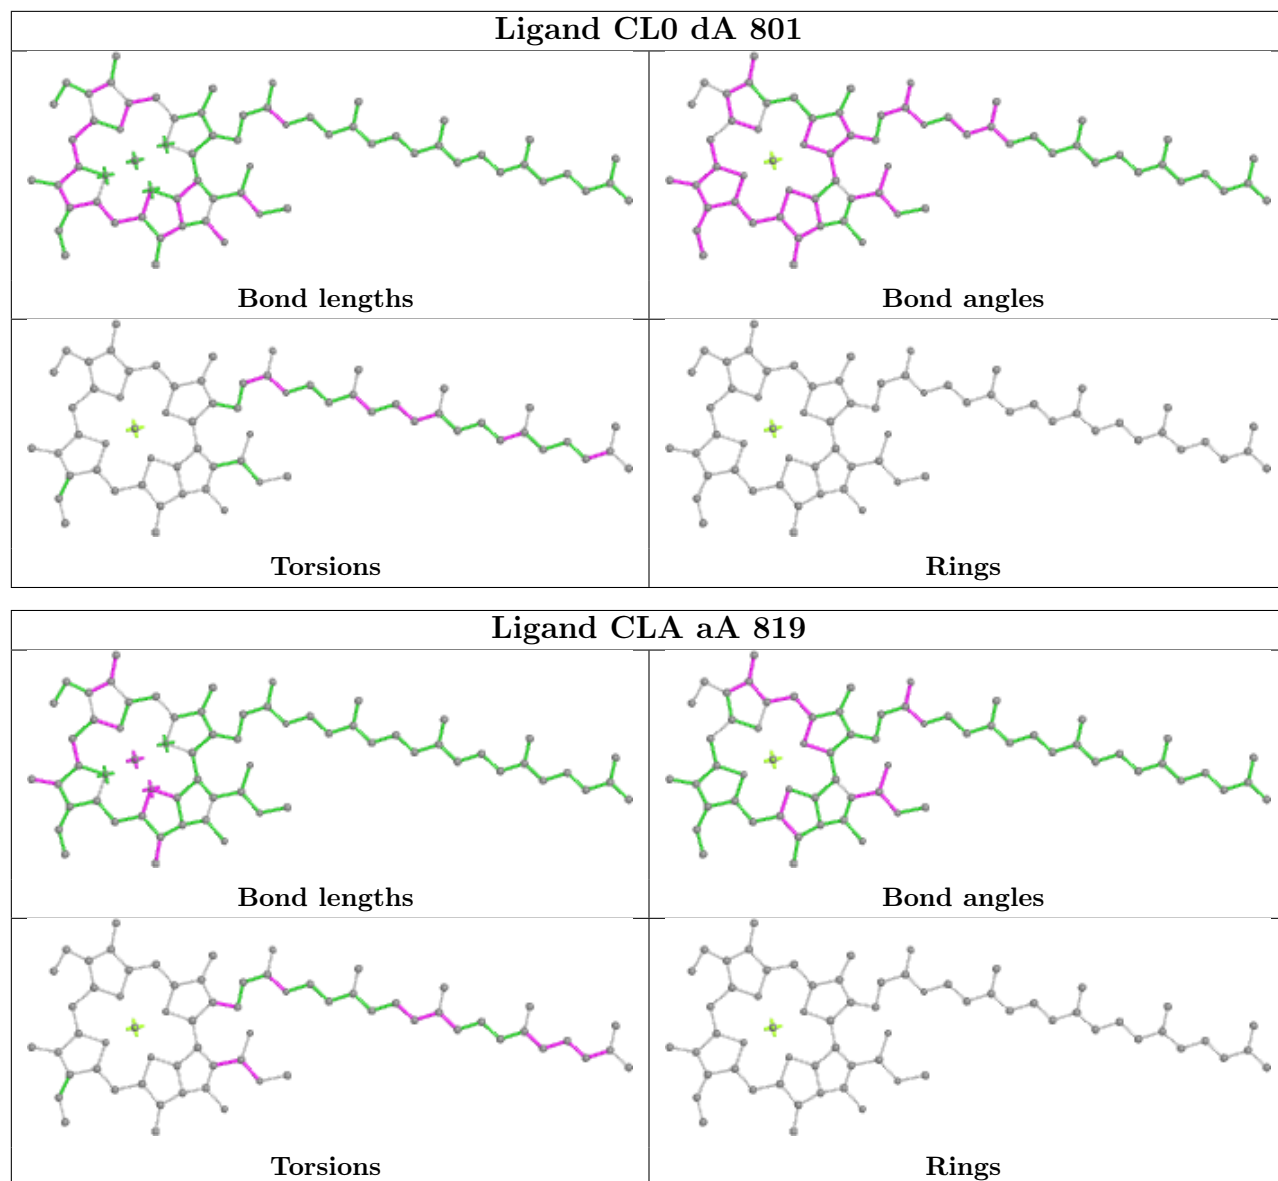 Ligand CL0 dA 801
Bond lengths
Bond angles
Torsions
Rings
Ligand CLA aA 819
Bond lengths
Bond angles
Torsions
Rings